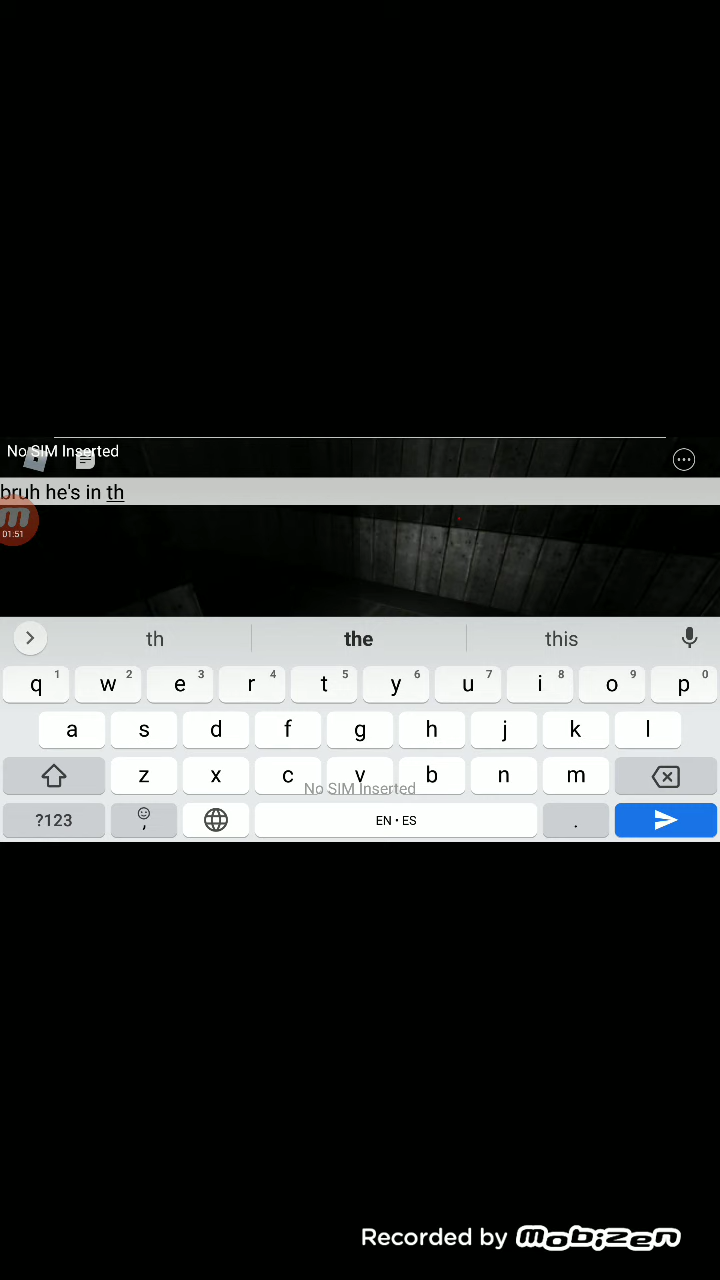 No SIM Inserted
bruh he's in th
01:51
th the this
q 1 w 2 e 3 r 4 t 5 y 6 u 7 i 8 o 9 p 0
a s d f g h j k l
z x c v b n m
No SIM Inserted
?123 , EN • ES .
Recorded by mobizen